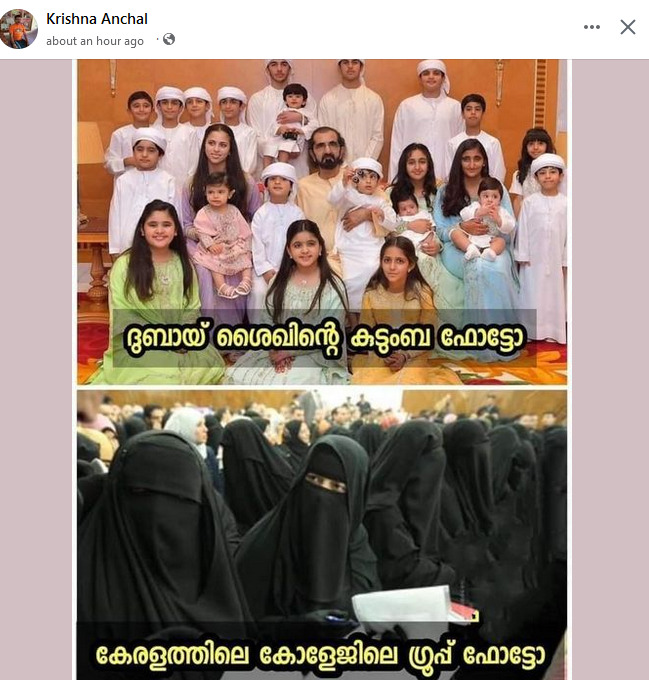 Krishna Anchal
about an hour ago ·
ദുബായ് ശൈഖിന്റെ കുടുംബ ഫോട്ടോ
കേരളത്തിലെ കോളേജിലെ ഗ്രൂപ്പ് ഫോട്ടോ